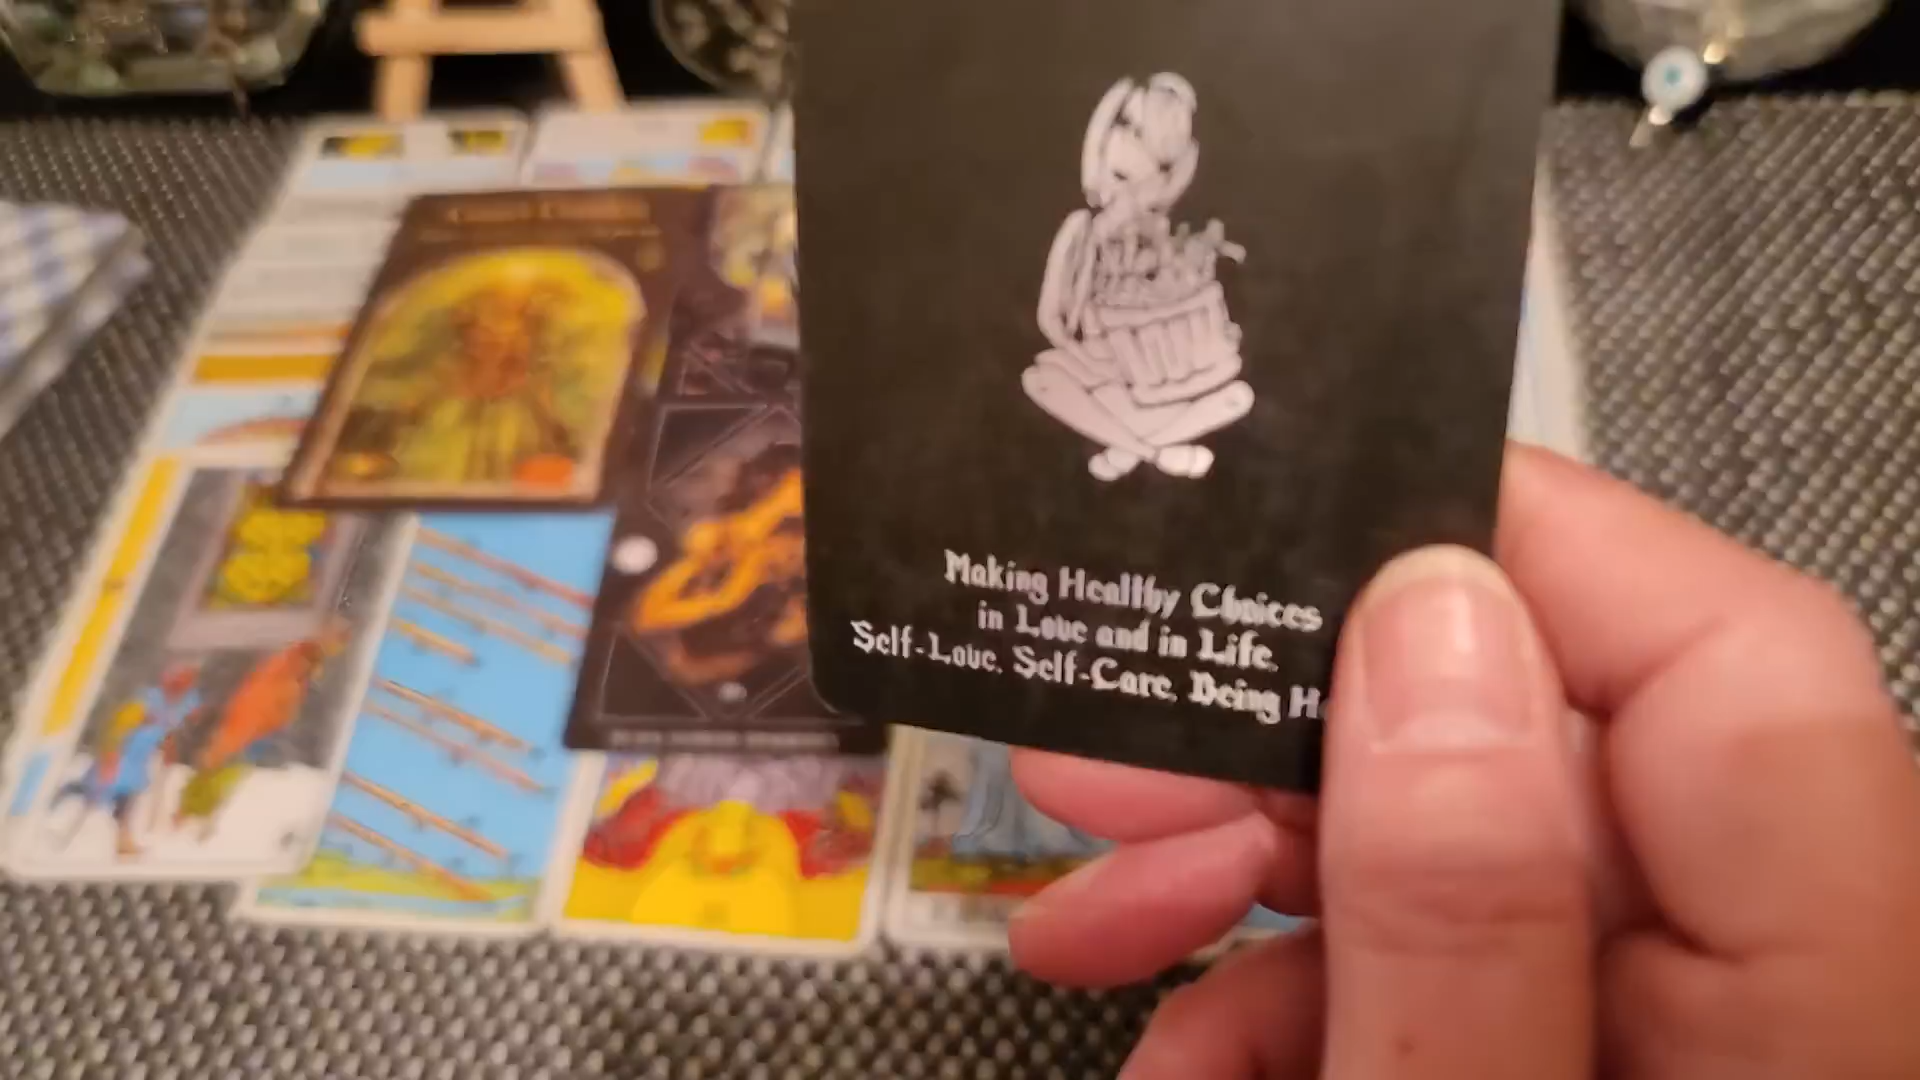 Making Healthy Choices
in Love and in Life.
Self-Love. Self-Care. Being